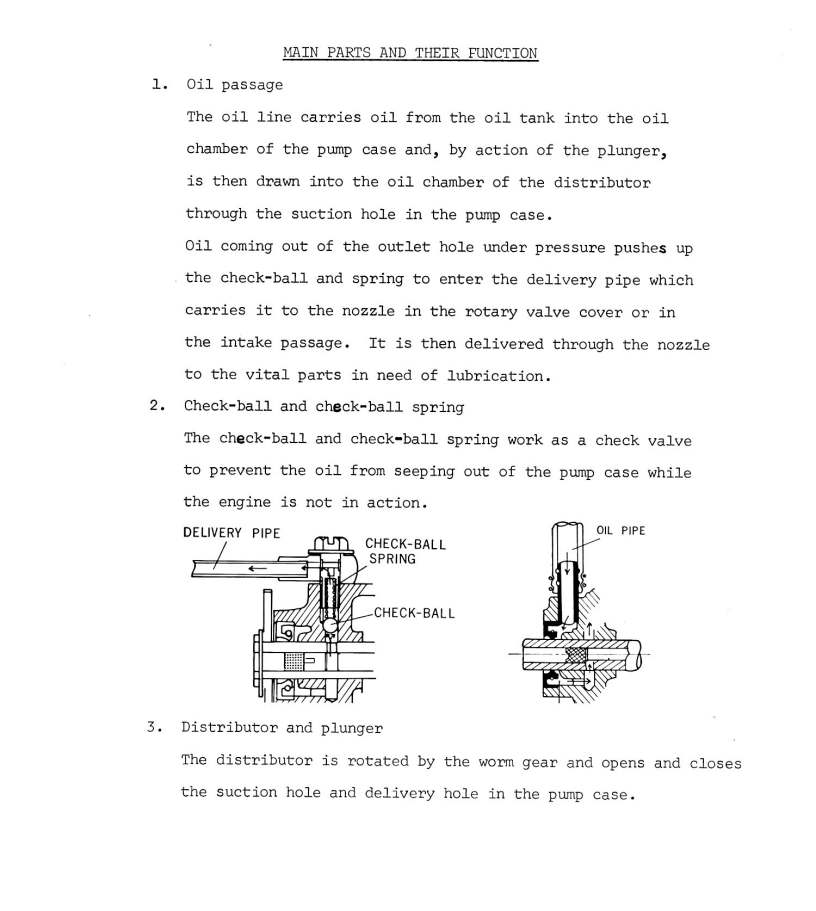 MAIN PARTS AND THEIR FUNCTION
1. Oil passage
The oil line carries oil from the oil tank into the oil
chamber of the pump case and, by action of the plunger,
is then drawn into the oil chamber of the distributor
through the suction hole in the pump case.
Oil coming out of the outlet hole under pressure pushes up
the check-ball and spring to enter the delivery pipe which
carries it to the nozzle in the rotary valve cover or in
the intake passage. It is then delivered through the nozzle
to the vital parts in need of lubrication.
2. Check-ball and check-ball spring
The check-ball and check-ball spring work as a check valve
to prevent the oil from seeping out of the pump case while
the engine is not in action.
DELIVERY PIPE
CHECK-BALL
SPRING
CHECK-BALL
OIL PIPE
3. Distributor and plunger
The distributor is rotated by the worm gear and opens and closes
the suction hole and delivery hole in the pump case.